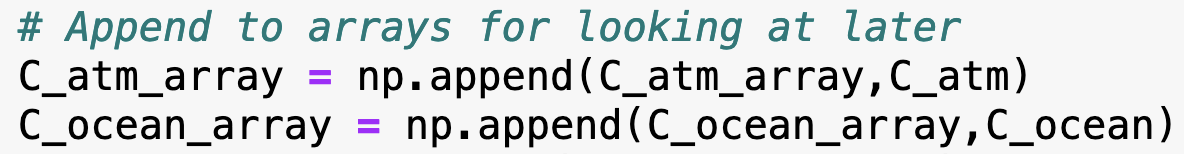 # Append to arrays for looking at later
C_atm_array = np.append(C_atm_array,C_atm)
C_ocean_array = np.append(C_ocean_array,C_ocean)